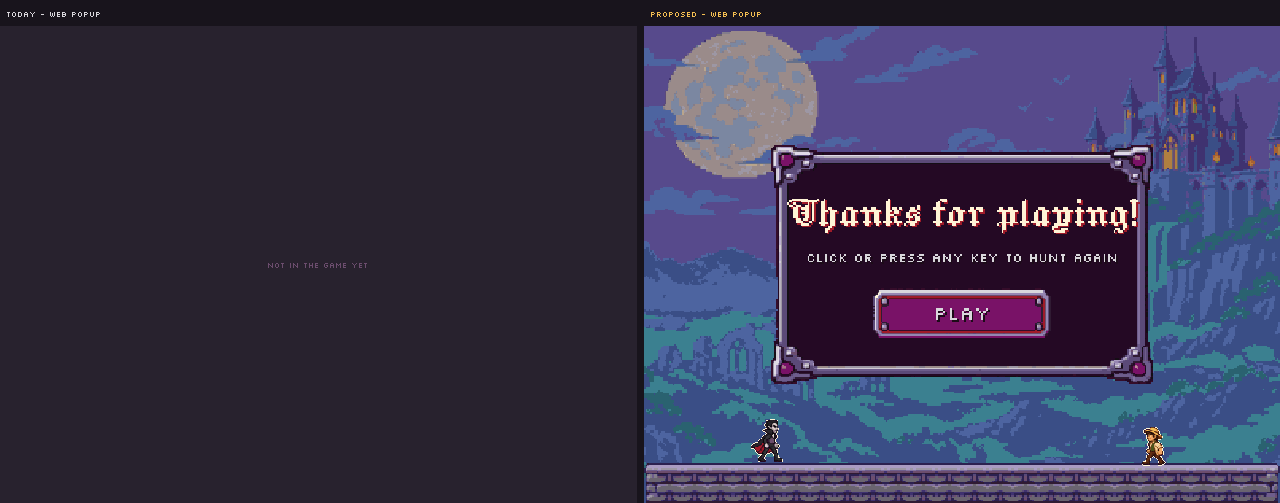 TODAY - WEB POPUP
NOT IN THE GAME YET
PROPOSED - WEB POPUP
Thanks for playing!
CLICK OR PRESS ANY KEY TO HUNT AGAIN
PLAY